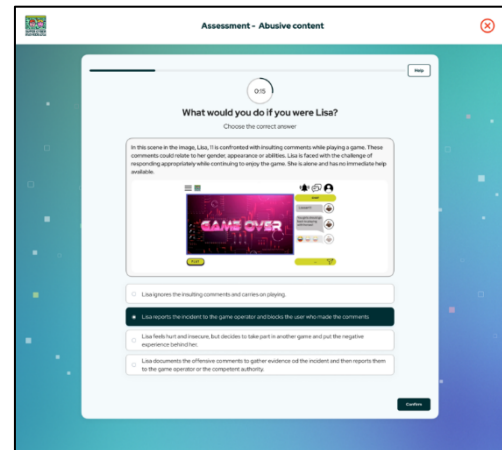 Assessment - Abusive content
Help
0:15
What would you do if you were Lisa?
Choose the correct answer
In this scene in the image, Lisa, 11 is confronted with insulting comments while playing a game. These
comments could relate to her gender, appearance or abilities. Lisa is faced with the challenge of
responding appropriately while continuing to enjoy the game. She is alone and has no immediate help
available.
GAME OVER
PLAY
Lisa ignores the insulting comments and carries on playing.
Lisa reports the incident to the game operator and blocks the user who made the comments
Lisa feels hurt and insecure, but decides to take part in another game and put the negative
experience behind her.
Lisa documents the offensive comments to gather evidence od the incident and then reports them
to the game operator or the competent authority.
Confirm